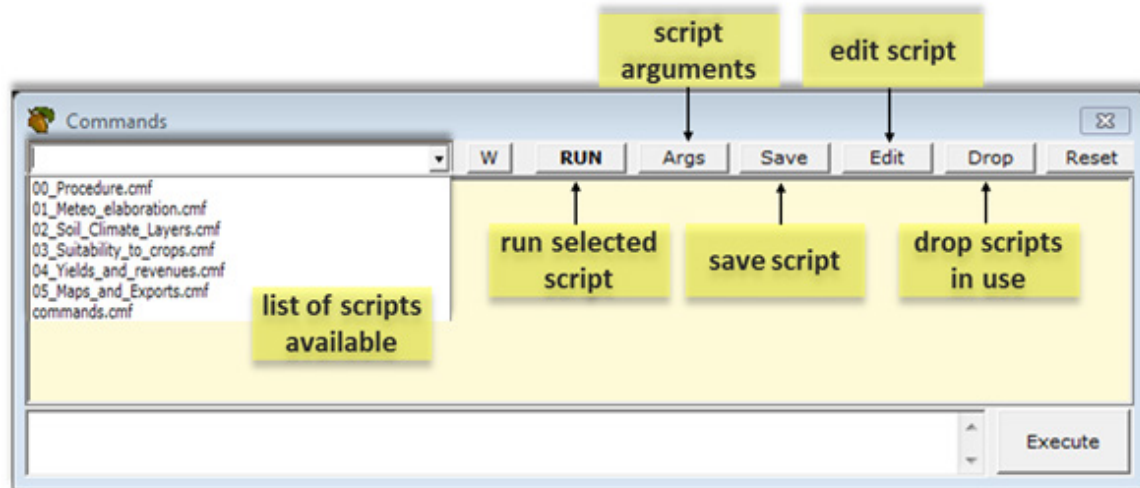 script
arguments
edit script
Commands
W RUN Args Save Edit Drop Reset
00_Procedure.cmf
01_Meteo_elaboration.cmf
02_Soil_Climate_Layers.cmf
03_Suitability_to_crops.cmf
04_Yields_and_revenues.cmf
05_Maps_and_Exports.cmf
commands.cmf
list of scripts
available
run selected
script
save script
drop scripts
in use
Execute